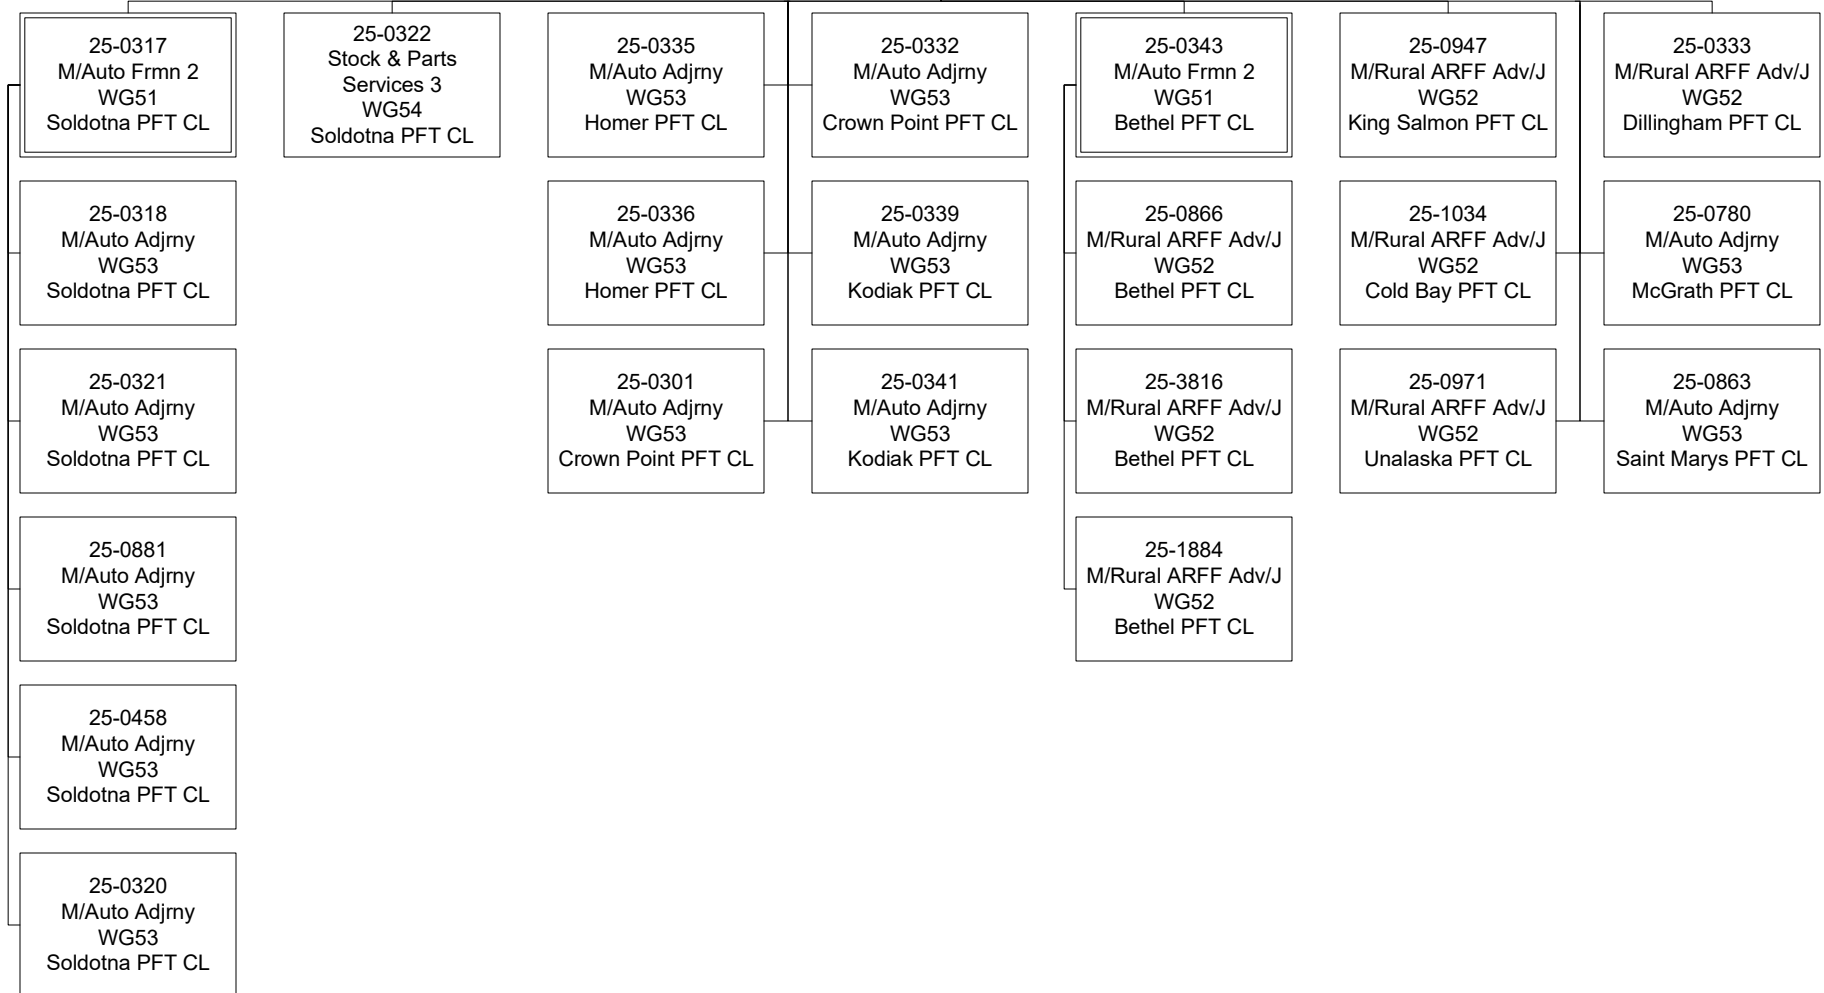 25-0317
M/Auto Frmn 2
WG51
Soldotna PFT CL
25-0322
Stock & Parts
Services 3
WG54
Soldotna PFT CL
25-0335
M/Auto Adjrny
WG53
Homer PFT CL
25-0332
M/Auto Adjrny
WG53
Crown Point PFT CL
25-0343
M/Auto Frmn 2
WG51
Bethel PFT CL
25-0947
M/Rural ARFF Adv/J
WG52
King Salmon PFT CL
25-0333
M/Rural ARFF Adv/J
WG52
Dillingham PFT CL
25-0318
M/Auto Adjrny
WG53
Soldotna PFT CL
25-0336
M/Auto Adjrny
WG53
Homer PFT CL
25-0339
M/Auto Adjrny
WG53
Kodiak PFT CL
25-0866
M/Rural ARFF Adv/J
WG52
Bethel PFT CL
25-1034
M/Rural ARFF Adv/J
WG52
Cold Bay PFT CL
25-0780
M/Auto Adjrny
WG53
McGrath PFT CL
25-0321
M/Auto Adjrny
WG53
Soldotna PFT CL
25-0301
M/Auto Adjrny
WG53
Crown Point PFT CL
25-0341
M/Auto Adjrny
WG53
Kodiak PFT CL
25-3816
M/Rural ARFF Adv/J
WG52
Bethel PFT CL
25-0971
M/Rural ARFF Adv/J
WG52
Unalaska PFT CL
25-0863
M/Auto Adjrny
WG53
Saint Marys PFT CL
25-0881
M/Auto Adjrny
WG53
Soldotna PFT CL
25-1884
M/Rural ARFF Adv/J
WG52
Bethel PFT CL
25-0458
M/Auto Adjrny
WG53
Soldotna PFT CL
25-0320
M/Auto Adjrny
WG53
Soldotna PFT CL